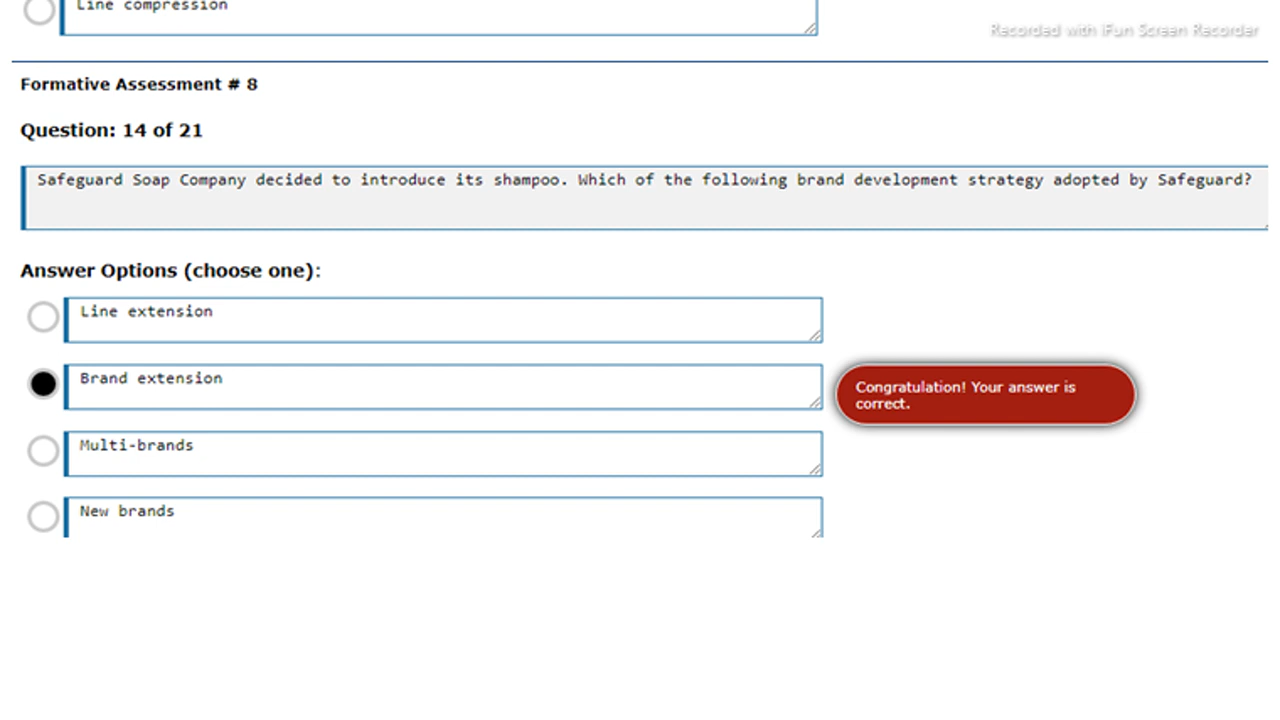 Line compression
Recorded with iFun Screen Recorder
Formative Assessment # 8
Question: 14 of 21
Safeguard Soap Company decided to introduce its shampoo. Which of the following brand development strategy adopted by Safeguard?
Answer Options (choose one):
Line extension
Brand extension
Congratulation! Your answer is
correct.
Multi-brands
New brands